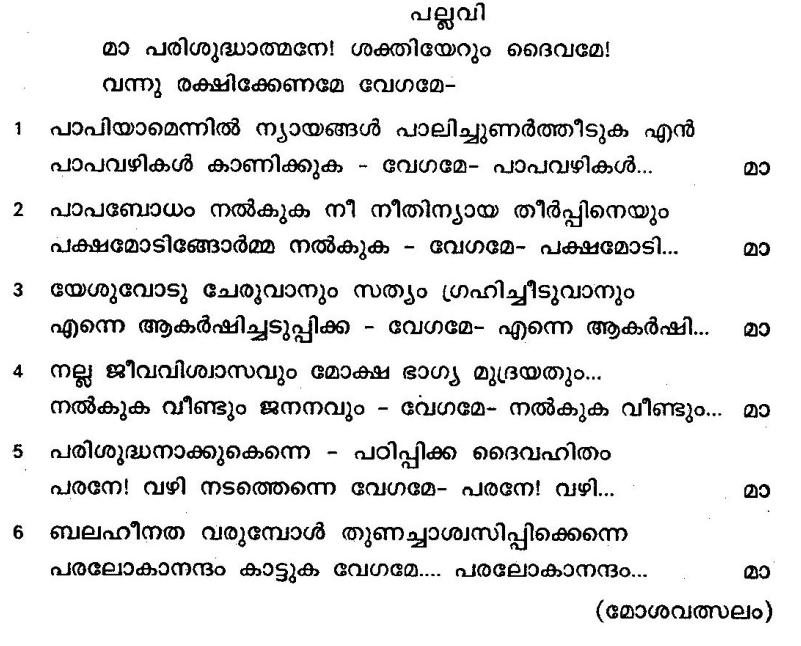 പല്ലവി
മാ പരിശുദ്ധാത്മനേ! ശക്തിയേറും ദൈവമേ!
വന്നു രക്ഷിക്കേണമേ വേഗമേ-
1 പാപിയാമെന്നിൽ ന്യായങ്ങൾ പാലിച്ചുണർത്തീടുക എൻ
പാപവഴികൾ കാണിക്കുക - വേഗമേ- പാപവഴികൾ... മാ
2 പാപബോധം നൽകുക നീ നീതിന്യായ തീർപ്പിനെയും
പക്ഷമോടിങ്ങോർമ്മ നൽകുക - വേഗമേ- പക്ഷമോടി... മാ
3 യേശുവോടു ചേരുവാനും സത്യം ഗ്രഹിച്ചീടുവാനും
എന്നെ ആകർഷിച്ചടുപ്പിക്ക - വേഗമേ- എന്നെ ആകർഷി... മാ
4 നല്ല ജീവവിശ്വാസവും മോക്ഷ ഭാഗ്യ മുദ്രയതും...
നൽകുക വീണ്ടും ജനനവും - വേഗമേ- നൽകുക വീണ്ടും... മാ
5 പരിശുദ്ധനാക്കുകെന്നെ - പഠിപ്പിക്ക ദൈവഹിതം
പരനേ! വഴി നടത്തെന്നെ വേഗമേ- പരനേ! വഴി... മാ
6 ബലഹീനത വരുമ്പോൾ തുണച്ചാശ്വസിപ്പിക്കെന്നെ
പരലോകാനന്ദം കാട്ടുക വേഗമേ.... പരലോകാനന്ദം... മാ
(മോശവത്സലം)